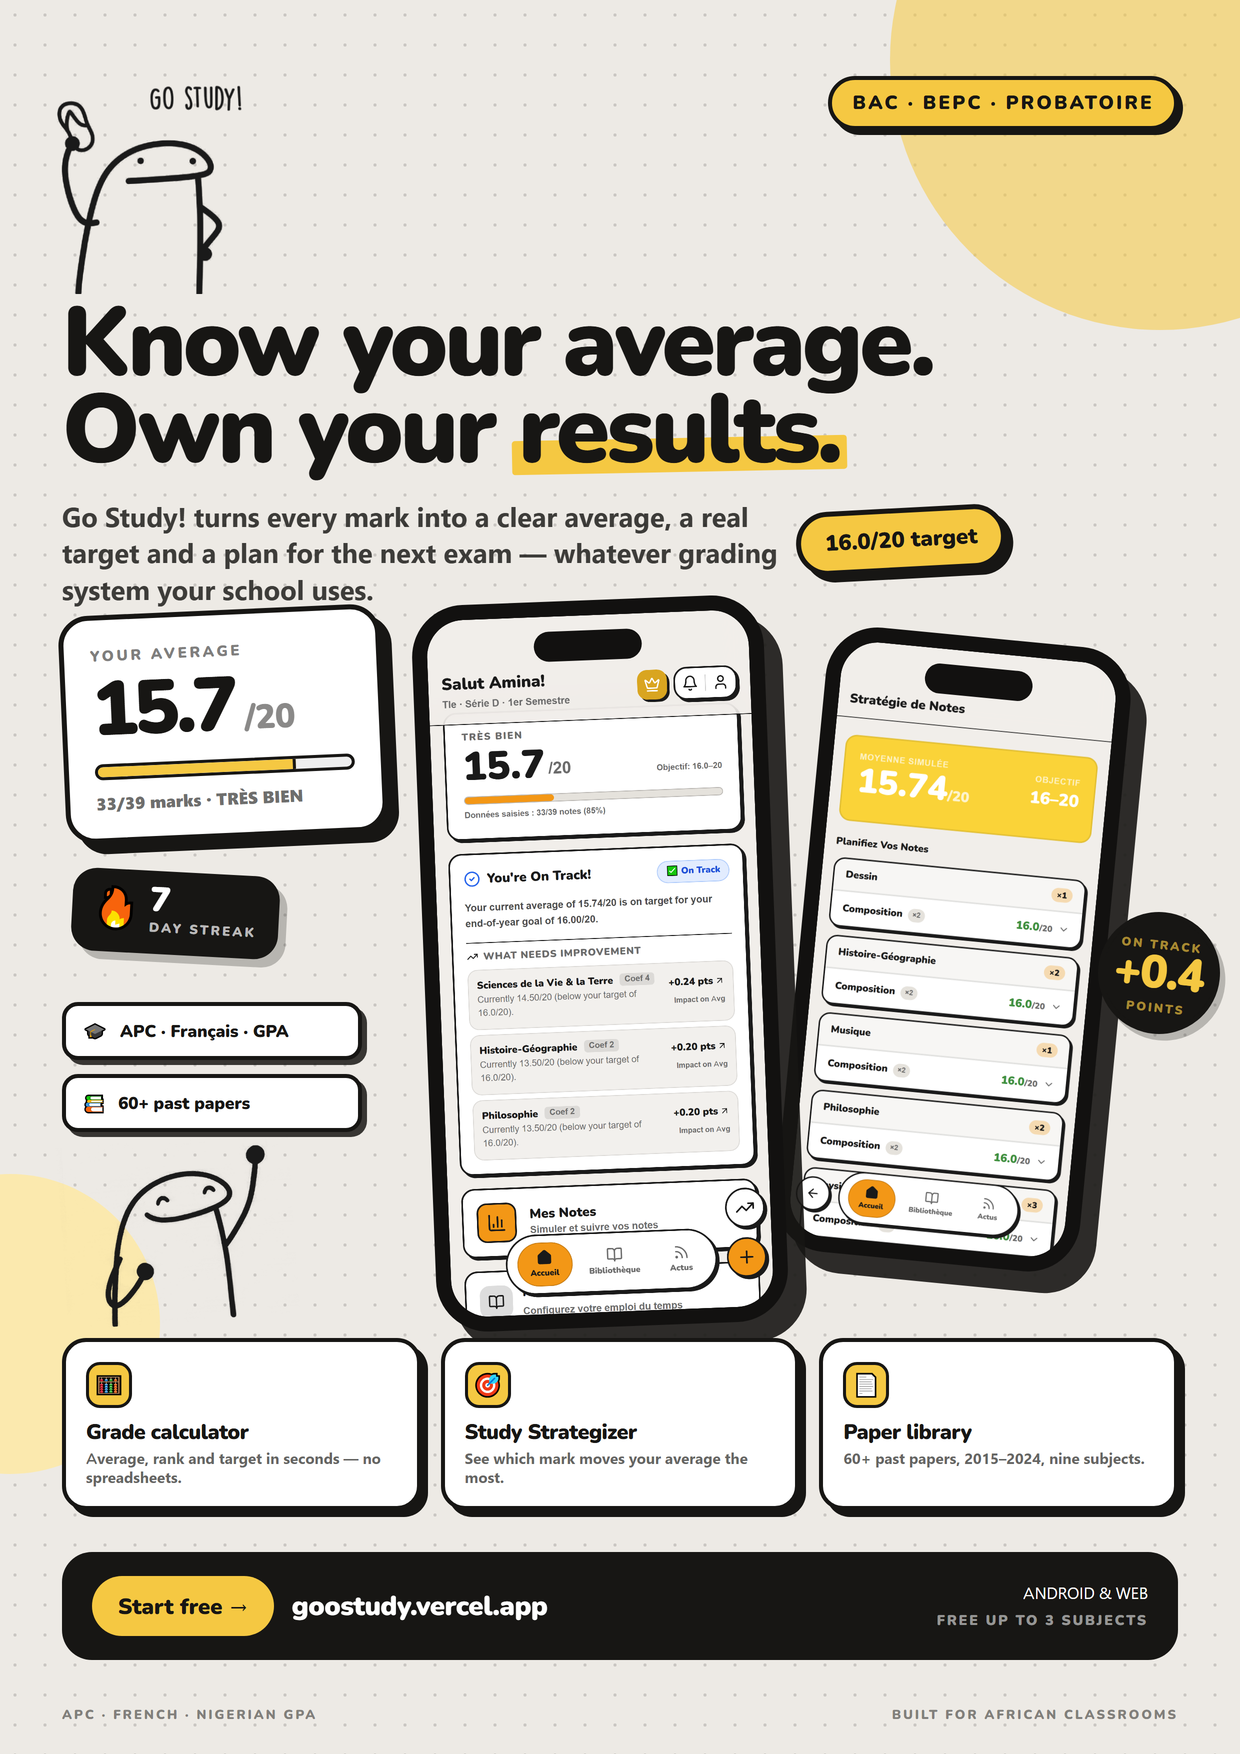 GO STUDY!
BAC · BEPC · PROBATOIRE
Know your average.
Own your results.
Go Study! turns every mark into a clear average, a real
target and a plan for the next exam — whatever grading
system your school uses.
16.0/20 target
YOUR AVERAGE
15.7 /20
33/39 marks · TRÈS BIEN
7
DAY STREAK
APC · Français · GPA
60+ past papers
Salut Amina!
Tle · Série D · 1er Semestre
TRÈS BIEN
15.7 /20
Objectif: 16.0–20
Données saisies : 33/39 notes (85%)
You're On Track!
On Track
Your current average of 15.74/20 is on target for your
end-of-year goal of 16.00/20.
WHAT NEEDS IMPROVEMENT
Sciences de la Vie & la Terre Coef 4
+0.24 pts
Currently 14.50/20 (below your target of
16.0/20).
Impact on Avg
Histoire-Géographie Coef 2
+0.20 pts
Currently 13.50/20 (below your target of
16.0/20).
Impact on Avg
Philosophie Coef 2
+0.20 pts
Currently 13.50/20 (below your target of
16.0/20).
Impact on Avg
Mes Notes
Simuler et suivre vos notes
Accueil
Bibliothèque
Actus
Configurez votre emploi du temps
Stratégie de Notes
MOYENNE SIMULÉE
15.74/20
OBJECTIF
16–20
Planifiez Vos Notes
Dessin
×1
Composition ×2
16.0/20
Histoire-Géographie
×2
Composition ×2
16.0/20
Musique
×1
Composition ×2
16.0/20
Philosophie
×2
Composition ×2
16.0/20
×3
Accueil
Bibliothèque
Actus
ON TRACK
+0.4
POINTS
Grade calculator
Average, rank and target in seconds — no
spreadsheets.
Study Strategizer
See which mark moves your average the
most.
Paper library
60+ past papers, 2015–2024, nine subjects.
Start free →
goostudy.vercel.app
ANDROID & WEB
FREE UP TO 3 SUBJECTS
APC · FRENCH · NIGERIAN GPA
BUILT FOR AFRICAN CLASSROOMS